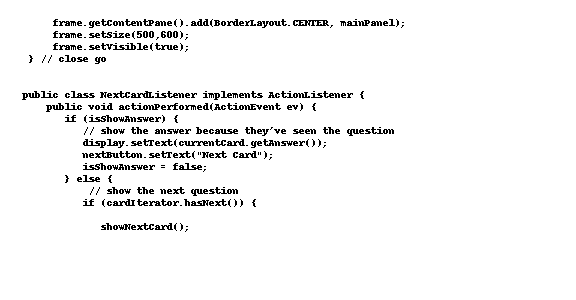 frame.getContentPane().add(BorderLayout.CENTER, mainPanel);
frame.setSize(500,600);
frame.setVisible(true);
} // close go
public class NextCardListener implements ActionListener {
public void actionPerformed(ActionEvent ev) {
if (isShowAnswer) {
// show the answer because they've seen the question
display.setText(currentCard.getAnswer());
nextButton.setText("Next Card");
isShowAnswer = false;
} else {
// show the next question
if (cardIterator.hasNext()) {
showNextCard();